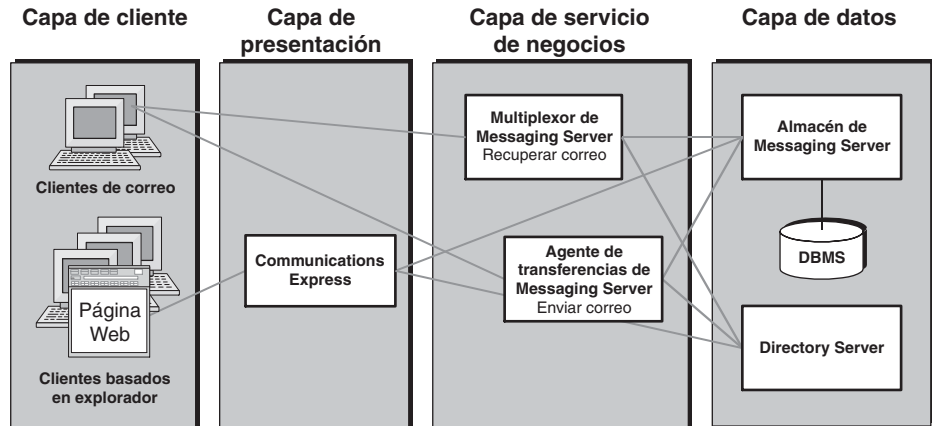 Capa de cliente
Capa de
presentación
Capa de servicio
de negocios
Capa de datos
Clientes de correo
Página
Web
Clientes basados
en explorador
Communications
Express
Multiplexor de
Messaging Server
Recuperar correo
Agente de
transferencias de
Messaging Server
Enviar correo
Almacén de
Messaging Server
DBMS
Directory Server